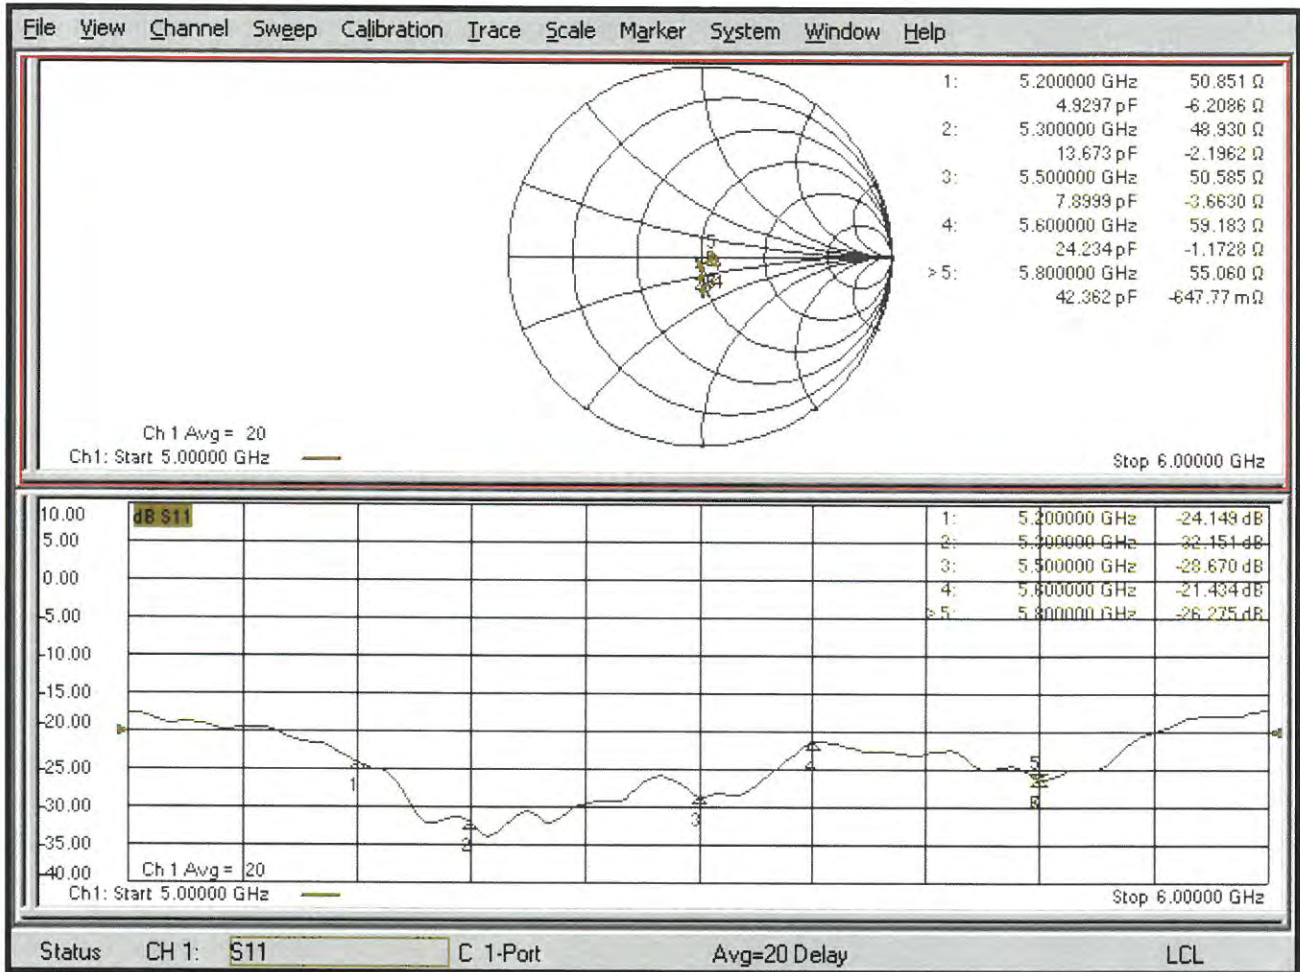 File View Channel Sweep Calibration Trace Scale Marker System Window Help
1: 5.200000 GHz 50.851 Ω
4.9297 pF -6.2086 Ω
2: 5.300000 GHz 48.930 Ω
13.673 pF -2.1962 Ω
3: 5.500000 GHz 50.585 Ω
7.8999 pF -3.6630 Ω
4: 5.600000 GHz 59.183 Ω
24.234 pF -1.1728 Ω
> 5: 5.800000 GHz 55.060 Ω
42.362 pF -647.77 mΩ
5
4
Ch 1 Avg = 20
Ch1: Start 5.00000 GHz
Stop 6.00000 GHz
10.00
5.00
0.00
-5.00
-10.00
-15.00
-20.00
-25.00
-30.00
-35.00
-40.00
dB S11
1: 5.200000 GHz -24.149 dB
2: 5.300000 GHz -32.151 dB
3: 5.500000 GHz -28.670 dB
4: 5.600000 GHz -21.434 dB
> 5: 5.800000 GHz -26.275 dB
1
2
3
4
5
Ch 1 Avg = 20
Ch1: Start 5.00000 GHz
Stop 6.00000 GHz
Status CH 1: S11 C 1-Port Avg=20 Delay LCL